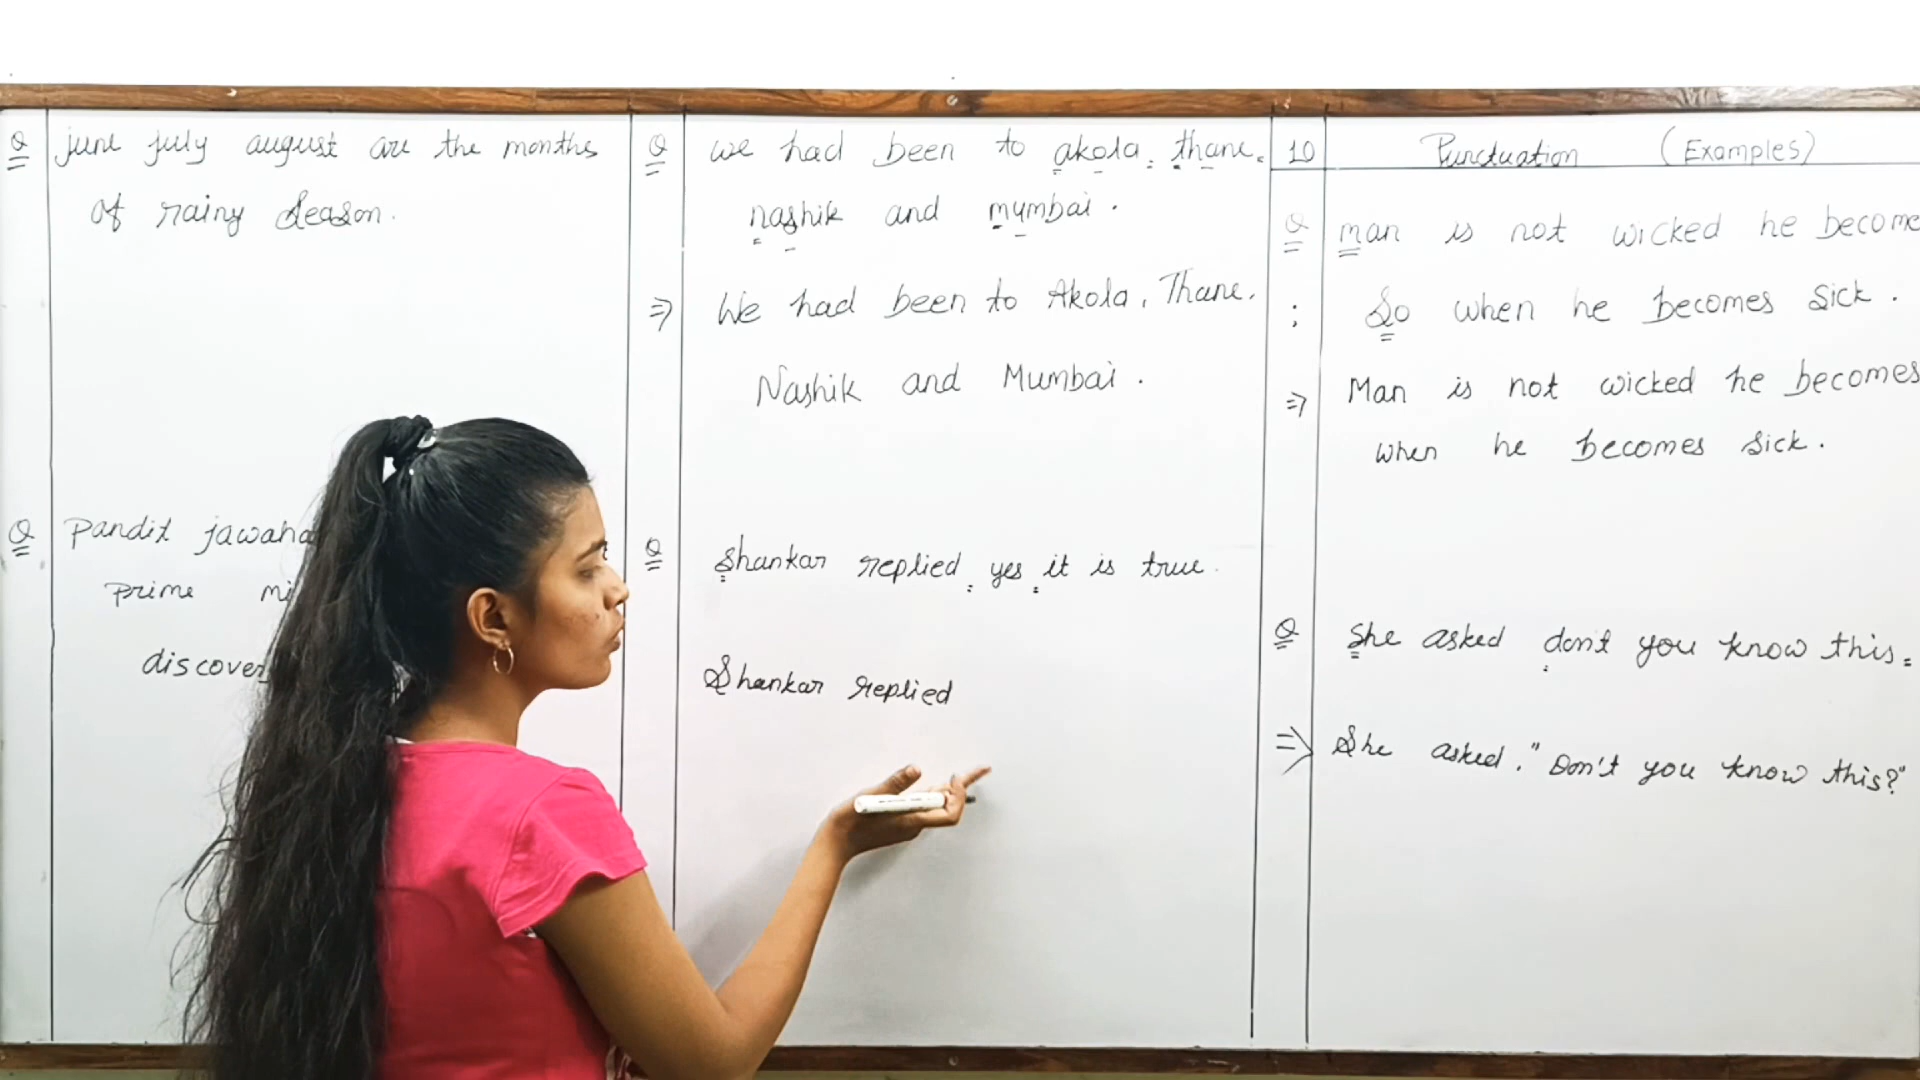 Q june july august are the months
of rainy season.
Q Pandit jawaha
prime mi
discover
Q we had been to akola, thane,
nashik and mumbai.
⇒ We had been to Akola, Thane,
Nashik and Mumbai.
Q shankar replied, yes, it is true.
Shankar replied
10 Punctuation (Examples)
Q man is not wicked he become
; So when he becomes sick.
⇒ Man is not wicked he becomes
when he becomes sick.
Q she asked don't you know this.
⇒ She asked, "Don't you know this?"